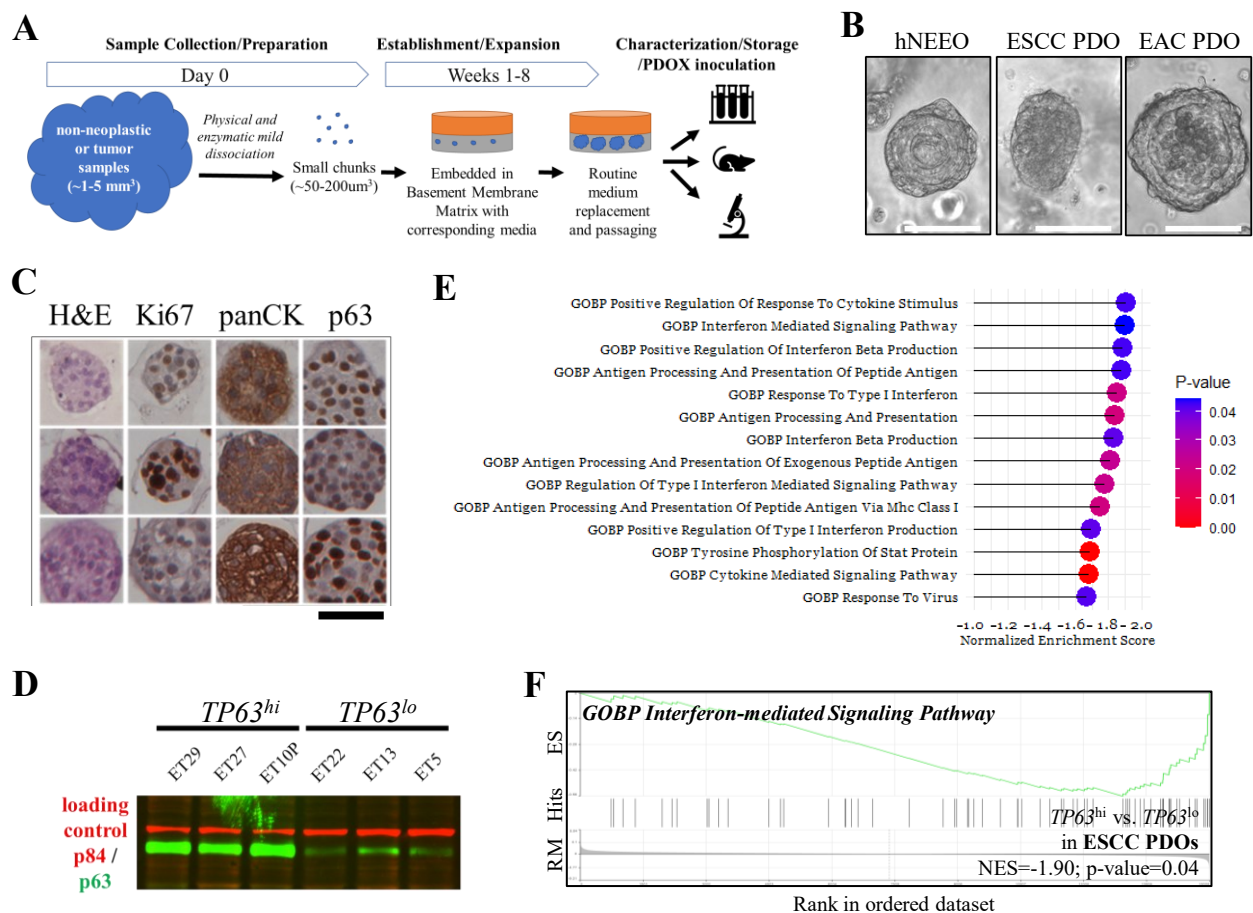 A
Sample Collection/Preparation
Establishment/Expansion
Characterization/Storage
/PDOX inoculation
Day 0
Weeks 1-8
non-neoplastic
or tumor
samples
(~1-5 mm³)
Physical and
enzymatic mild
dissociation
Small chunks
(~50-200um³)
Embedded in
Basement Membrane
Matrix with
corresponding media
Routine
medium
replacement
and passaging
B
hNEEO
ESCC PDO
EAC PDO
C
H&E
Ki67
panCK
p63
D
TP63hi
TP63lo
ET29
ET27
ET10P
ET22
ET13
ET5
loading
control
p84 /
p63
E
GOBP Positive Regulation Of Response To Cytokine Stimulus
GOBP Interferon Mediated Signaling Pathway
GOBP Positive Regulation Of Interferon Beta Production
GOBP Antigen Processing And Presentation Of Peptide Antigen
GOBP Response To Type I Interferon
GOBP Antigen Processing And Presentation
GOBP Interferon Beta Production
GOBP Antigen Processing And Presentation Of Exogenous Peptide Antigen
GOBP Regulation Of Type I Interferon Mediated Signaling Pathway
GOBP Antigen Processing And Presentation Of Peptide Antigen Via Mhc Class I
GOBP Positive Regulation Of Type I Interferon Production
GOBP Tyrosine Phosphorylation Of Stat Protein
GOBP Cytokine Mediated Signaling Pathway
GOBP Response To Virus
-1.0 -1.2 -1.4 -1.6 -1.8 -2.0
Normalized Enrichment Score
P-value
0.04
0.03
0.02
0.01
0.00
F
GOBP Interferon-mediated Signaling Pathway
ES
Hits
RM
TP63hi vs. TP63lo
in ESCC PDOs
NES=-1.90; p-value=0.04
Rank in ordered dataset